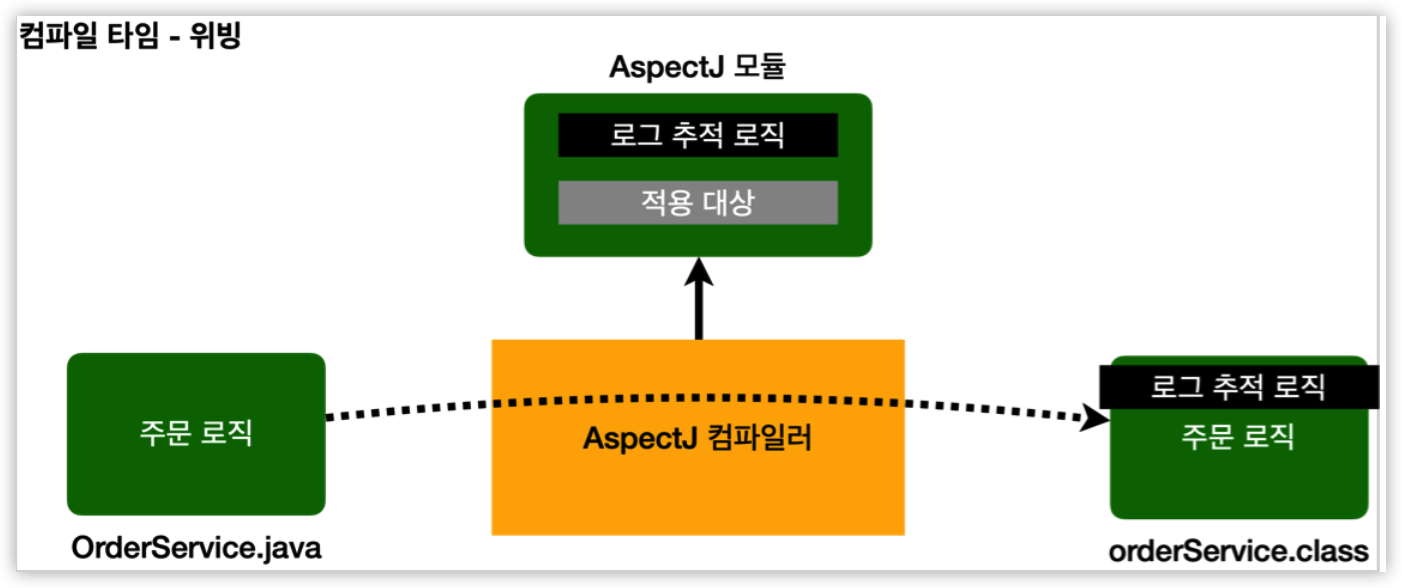 컴파일 타임 - 위빙
AspectJ 모듈
로그 추적 로직
적용 대상
주문 로직
AspectJ 컴파일러
로그 추적 로직
주문 로직
OrderService.java
orderService.class